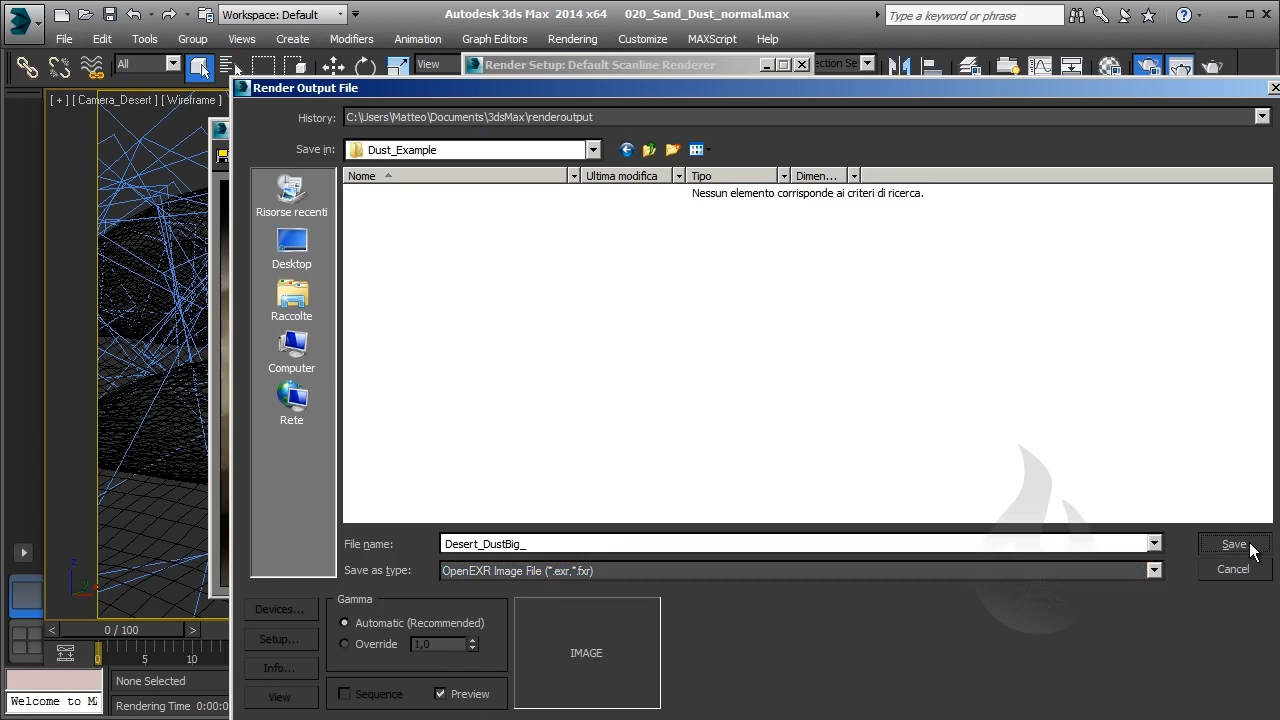 Workspace: Default
Autodesk 3ds Max 2014 x64
020_Sand_Dust_normal.max
Type a keyword or phrase
File Edit Tools Group Views Create Modifiers Animation Graph Editors Rendering Customize MAXScript Help
All
View
Render Setup: Default Scanline Renderer
ection Se
[ + ] [ Camera_Desert ] [ Wireframe ]
Render Output File
History:
C:\Users\Matteo\Documents\3dsMax\renderoutput
Save in:
Dust_Example
Nome
Ultima modifica
Tipo
Dimen...
Nessun elemento corrisponde ai criteri di ricerca.
Risorse recenti
Desktop
Raccolte
Computer
Rete
File name:
Desert_DustBig_
Save
Save as type:
OpenEXR Image File (*.exr,*.fxr)
Cancel
Devices...
Setup...
Info...
View
Gamma
Automatic (Recommended)
Override
1,0
Sequence
Preview
IMAGE
z
y
x
0 / 100
0
5
10
None Selected
Welcome to M
Rendering Time 0:00:0